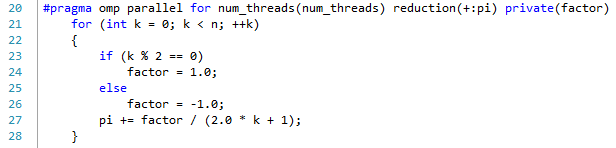 20 #pragma omp parallel for num_threads(num_threads) reduction(+:pi) private(factor)
21     for (int k = 0; k < n; ++k)
22     {
23         if (k % 2 == 0)
24             factor = 1.0;
25         else
26             factor = -1.0;
27         pi += factor / (2.0 * k + 1);
28     }